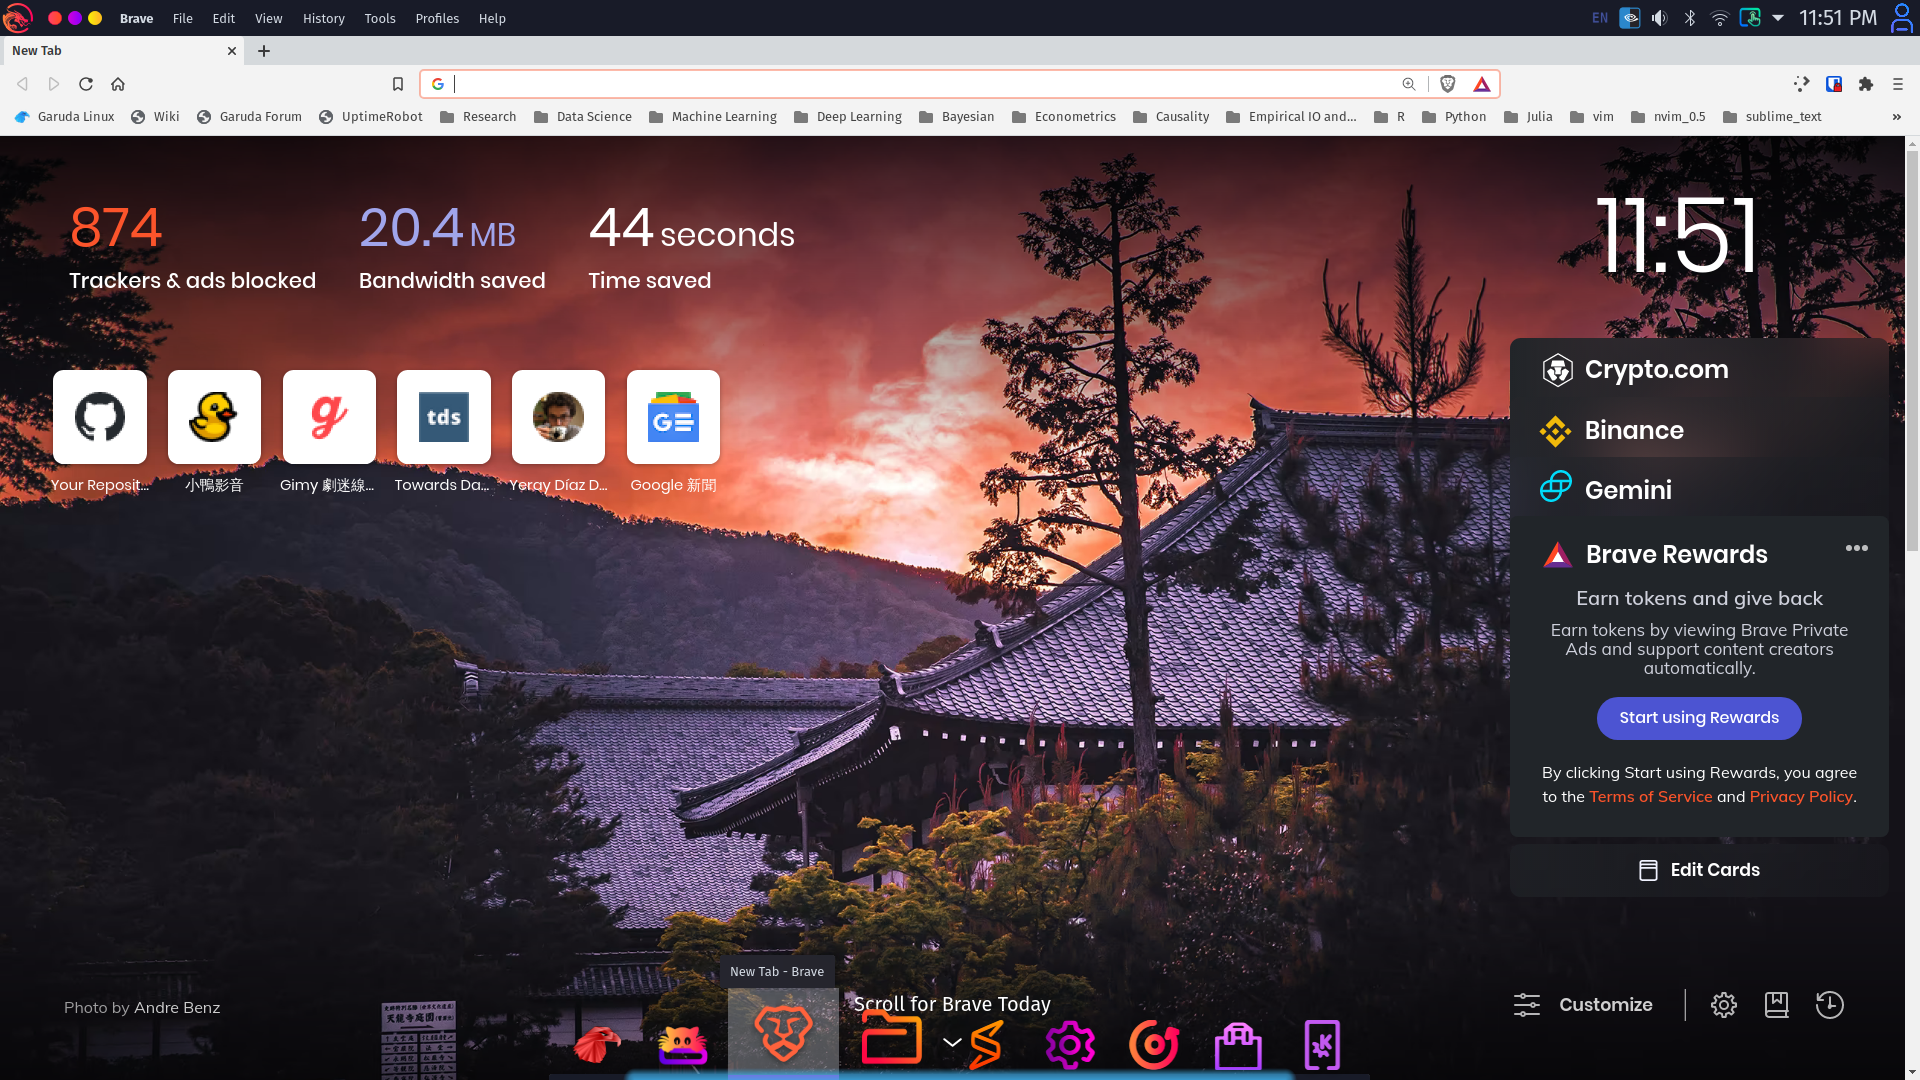 Brave File Edit View History Tools Profiles Help EN 11:51 PM
New Tab
Garuda Linux Wiki Garuda Forum UptimeRobot Research Data Science Machine Learning Deep Learning Bayesian Econometrics Causality Empirical IO and... R Python Julia vim nvim_0.5 sublime_text »
874 20.4 MB 44 seconds
Trackers & ads blocked Bandwidth saved Time saved
11:51
tds
Your Reposit... 小鴨影音 Gimy 劇迷線... Towards Da... Yeray Díaz D... Google 新聞
Crypto.com
Binance
Gemini
Brave Rewards
Earn tokens and give back
Earn tokens by viewing Brave Private
Ads and support content creators
automatically.
Start using Rewards
By clicking Start using Rewards, you agree
to the Terms of Service and Privacy Policy.
Edit Cards
New Tab - Brave
Photo by Andre Benz
Scroll for Brave Today
Customize
天龍寺庭園